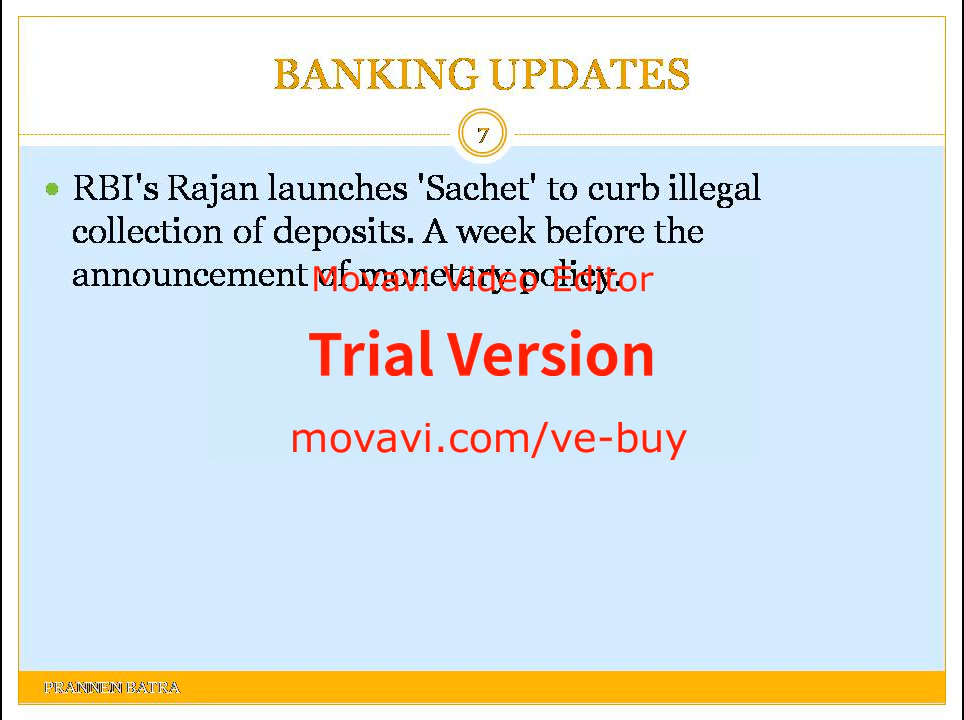 BANKING UPDATES
7
RBI's Rajan launches 'Sachet' to curb illegal
collection of deposits. A week before the
announcement of monetary policy.
Movavi Video Editor
Trial Version
movavi.com/ve-buy
PRANNEN BATRA